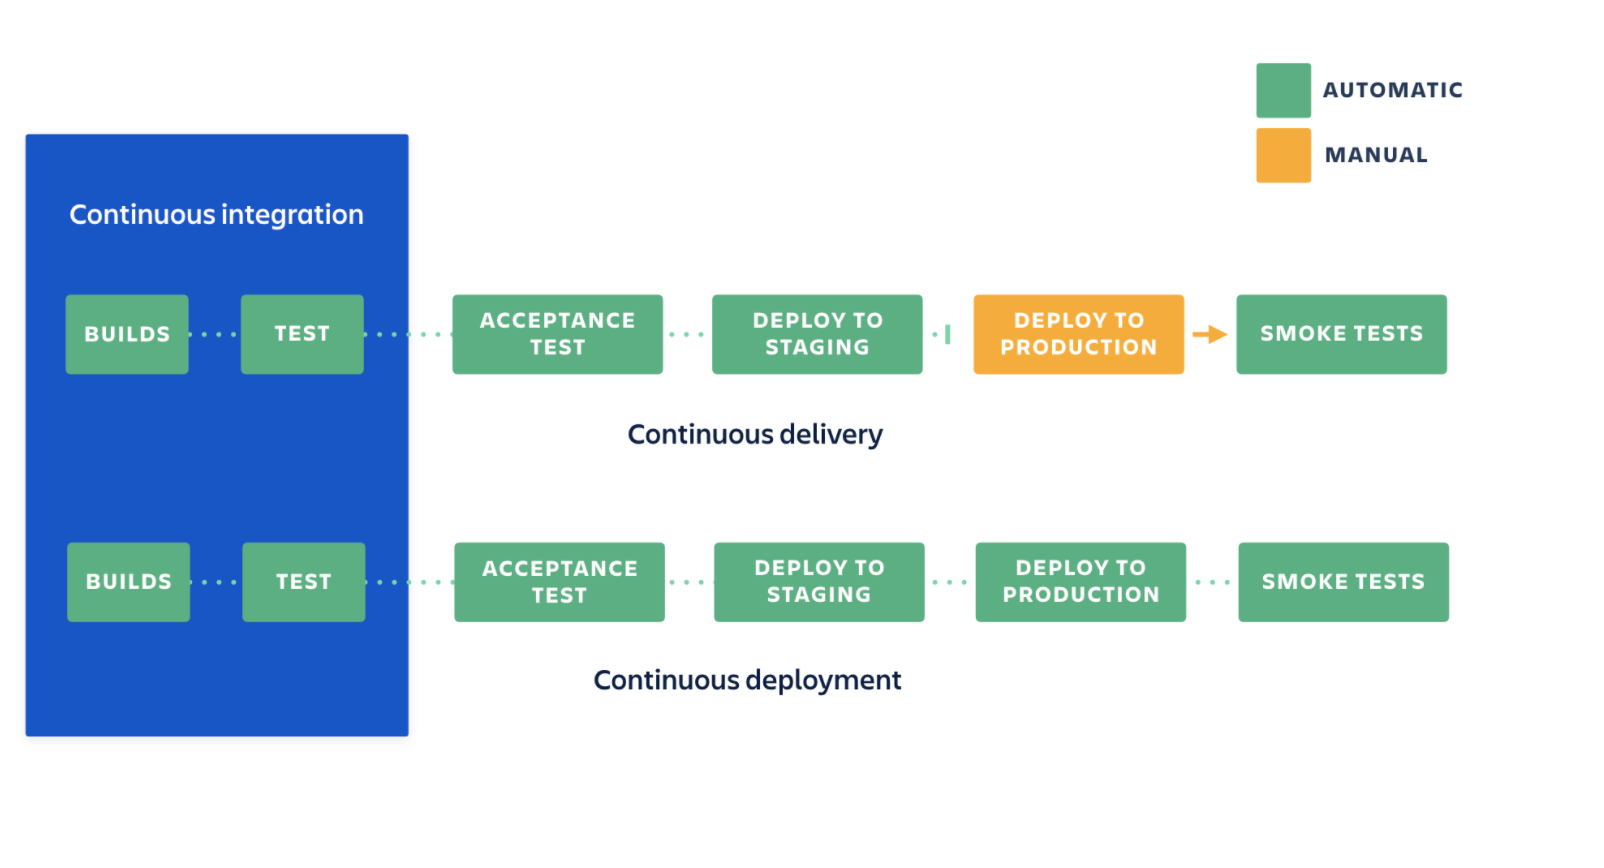 AUTOMATIC
MANUAL
Continuous integration
BUILDS
TEST
ACCEPTANCE
TEST
DEPLOY TO
STAGING
DEPLOY TO
PRODUCTION
SMOKE TESTS
Continuous delivery
BUILDS
TEST
ACCEPTANCE
TEST
DEPLOY TO
STAGING
DEPLOY TO
PRODUCTION
SMOKE TESTS
Continuous deployment